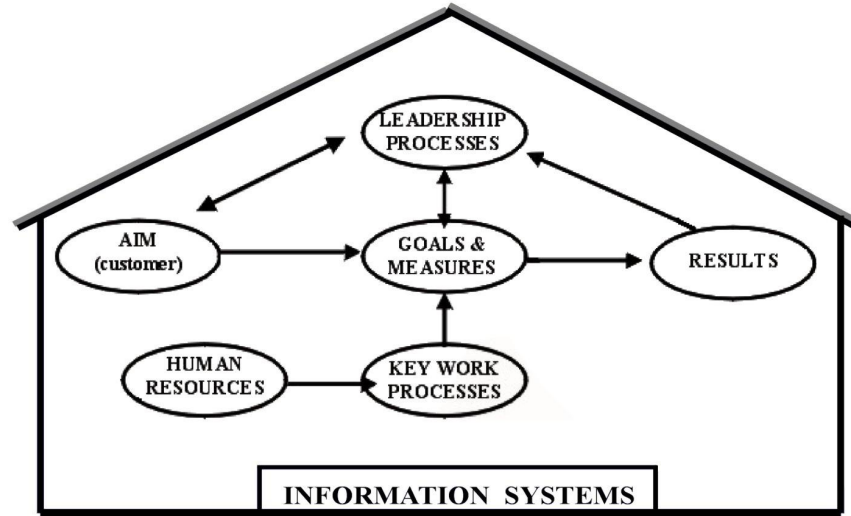 LEADERSHIP
PROCESSES
AIM
(customer)
GOALS &
MEASURES
RESULTS
HUMAN
RESOURCES
KEY WORK
PROCESSES
INFORMATION SYSTEMS